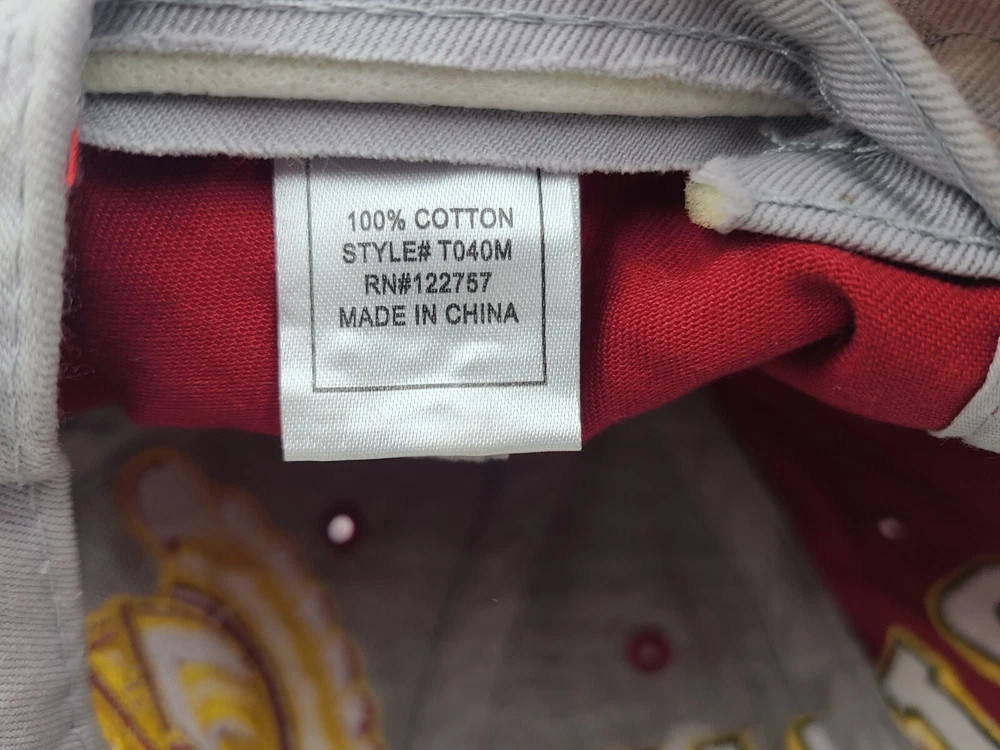 100% COTTON
STYLE# T040M
RN#122757
MADE IN CHINA